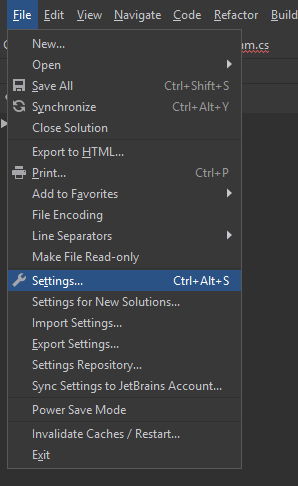 File Edit View Navigate Code Refactor Build
am.cs
New...
Open
Save All Ctrl+Shift+S
Synchronize Ctrl+Alt+Y
Close Solution
Export to HTML...
Print... Ctrl+P
Add to Favorites
File Encoding
Line Separators
Make File Read-only
Settings... Ctrl+Alt+S
Settings for New Solutions...
Import Settings...
Export Settings...
Settings Repository...
Sync Settings to JetBrains Account...
Power Save Mode
Invalidate Caches / Restart...
Exit